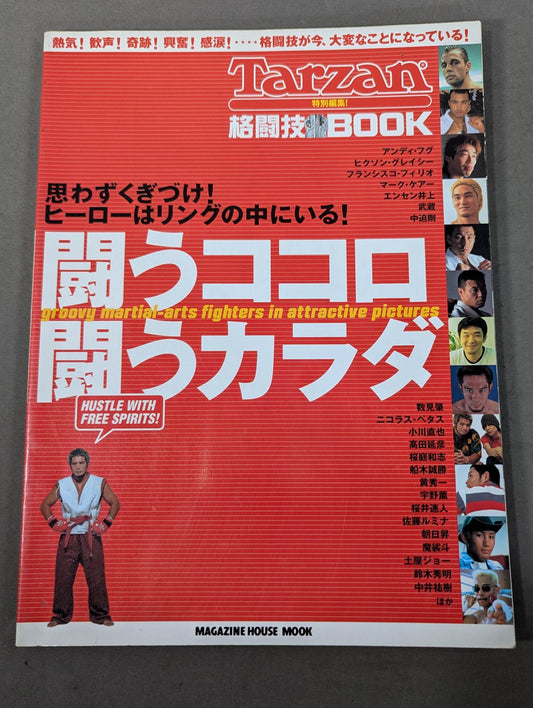 熱気！歓声！奇跡！興奮！感涙！‥‥格闘技が今、大変なことになっている！
Tarzan
特別編集！
格闘技BOOK
アンディ・フグ
ヒクソン・グレイシー
フランシスコ・フィリオ
マーク・ケアー
エンセン井上
武蔵
中迫剛
思わずくぎづけ！
ヒーローはリングの中にいる！
闘うココロ
groovy martial-arts fighters in attractive pictures
闘うカラダ
HUSTLE WITH
FREE SPIRITS!
数見肇
ニコラス・ペタス
小川直也
高田延彦
桜庭和志
船木誠勝
黄秀一
宇野薫
桜井速人
佐藤ルミナ
朝日昇
魔裟斗
土屋ジョー
鈴木秀明
中井祐樹
ほか
MAGAZINE HOUSE MOOK